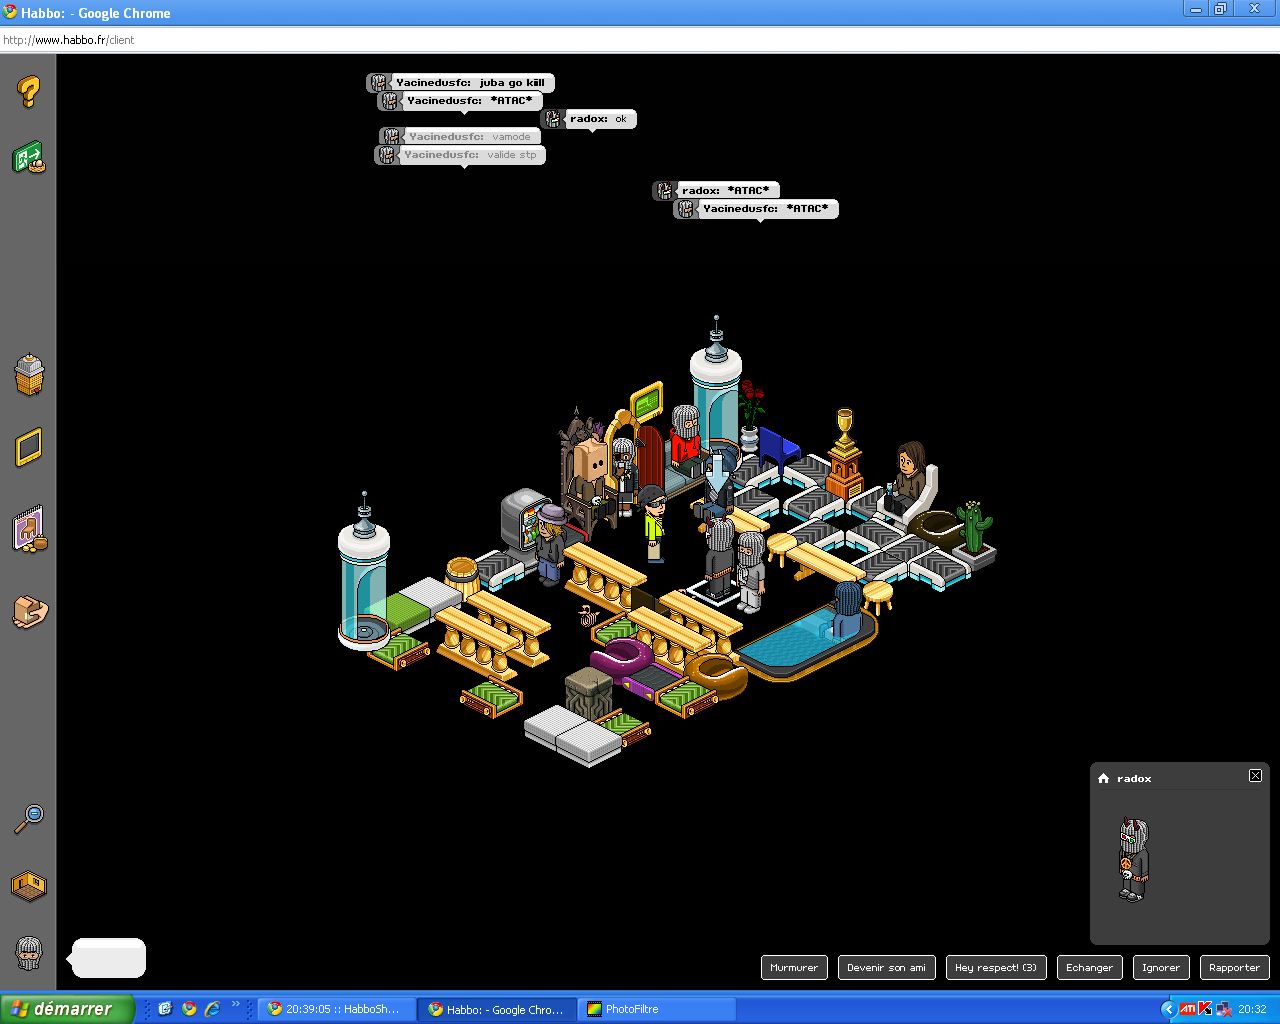 Habbo: - Google Chrome
http://www.habbo.fr/client
Yacinedusfc: juba go kiill
Yacinedusfc: *ATAC*
radox: ok
Yacinedusfc: vamode
Yacinedusfc: valide stp
radox: *ATAC*
Yacinedusfc: *ATAC*
radox
Murmurer
Devenir son ami
Hey respect! (3)
Echanger
Ignorer
Rapporter
démarrer
20:39:05 :: HabboSh...
Habbo: - Google Chro...
PhotoFiltre
ATI
20:32